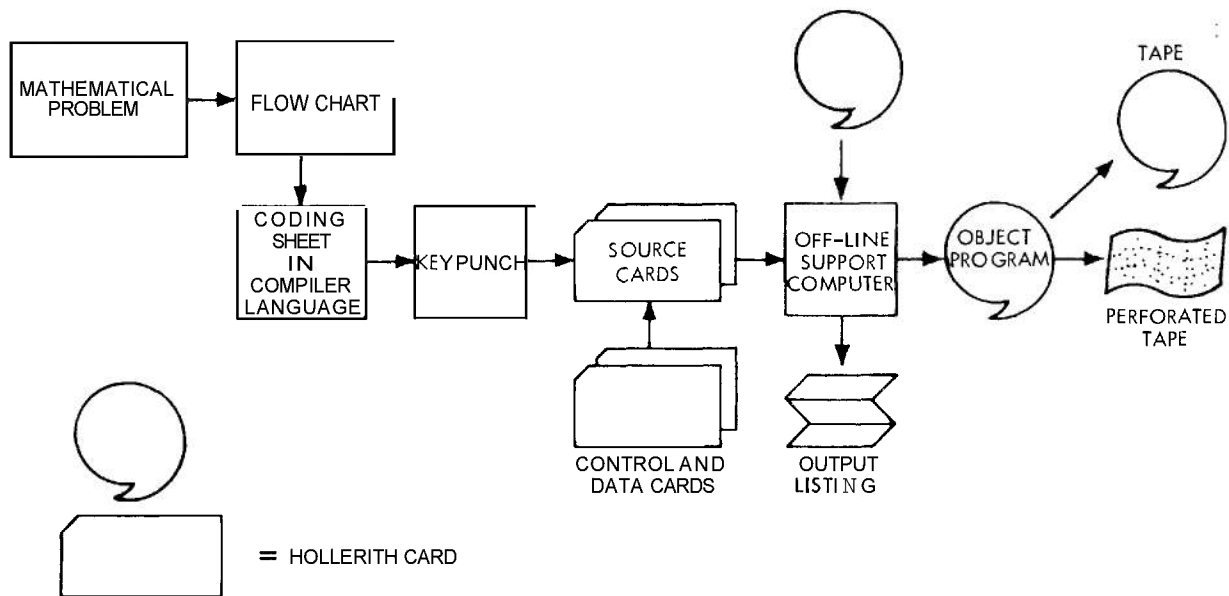 MATHEMATICAL
PROBLEM
FLOW CHART
TAPE
CODING
SHEET
IN
COMPILER
LANGUAGE
KEYPUNCH
SOURCE
CARDS
OFF-LINE
SUPPORT
COMPUTER
OBJECT
PROGRAM
PERFORATED
TAPE
CONTROL AND
DATA CARDS
OUTPUT
LISTING
= HOLLERITH CARD